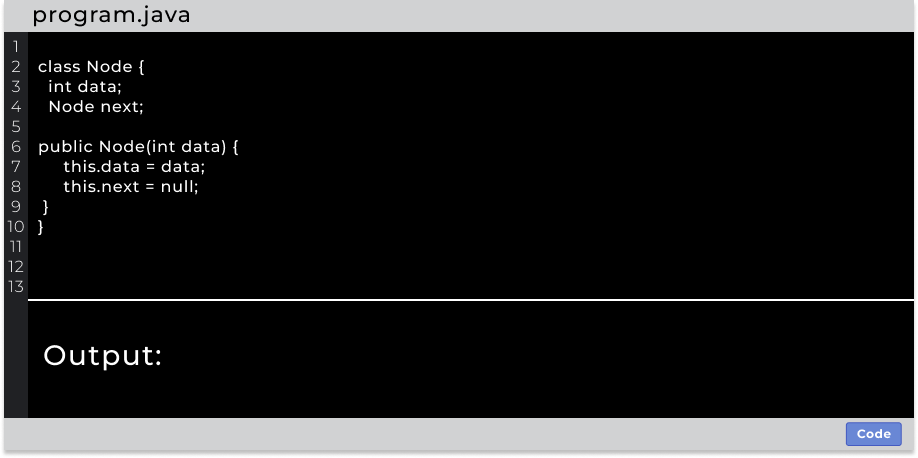 program.java
1
2 class Node {
3 int data;
4 Node next;
5
6 public Node(int data) {
7 this.data = data;
8 this.next = null;
9 }
10 }
11
12
13
Output:
Code